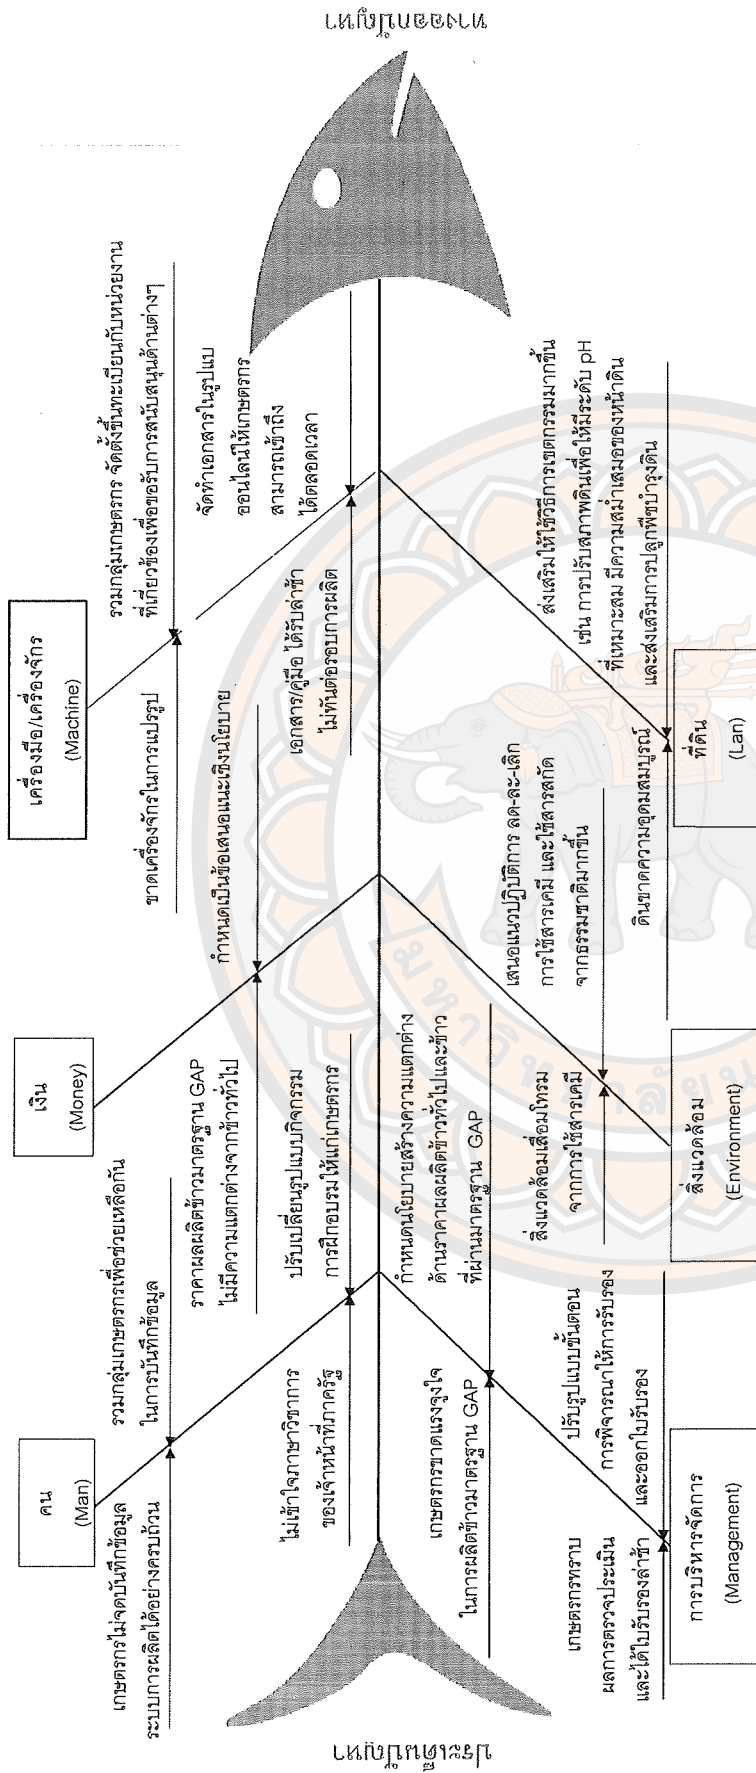 ประเด็นปัญหา
ทางออกปัญหา
คน
(Man)
เกษตรกรไม่จดบันทึกข้อมูล
ระบบการผลิตได้อย่างครบถ้วน
รวมกลุ่มเกษตรกรเพื่อช่วยเหลือกัน
ในการบันทึกข้อมูล
ไม่เข้าใจภาษาวิชาการ
ของเจ้าหน้าที่ภาครัฐ
ปรับเปลี่ยนรูปแบบกิจกรรม
การฝึกอบรมให้แก่เกษตรกร
เงิน
(Money)
ราคาผลผลิตข้าวมาตรฐาน GAP
ไม่มีความแตกต่างจากข้าวทั่วไป
กำหนดเป็นข้อเสนอแนะเชิงนโยบาย
เครื่องมือ/เครื่องจักร
(Machine)
ขาดเครื่องจักรในการแปรรูป
รวมกลุ่มเกษตรกร จัดตั้งขึ้นทะเบียนกับหน่วยงาน
ที่เกี่ยวข้องเพื่อขอรับการสนับสนุนด้านต่างๆ
เอกสาร/คู่มือ ได้รับล่าช้า
ไม่ทันต่อรอบการผลิต
จัดทำเอกสารในรูปแบบ
ออนไลน์ให้เกษตรกร
สามารถเข้าถึง
ได้ตลอดเวลา
เกษตรกรขาดแรงจูงใจ
ในการผลิตข้าวมาตรฐาน GAP
กำหนดนโยบายสร้างความแตกต่าง
ด้านราคาผลผลิตข้าวทั่วไปและข้าว
ที่ผ่านมาตรฐาน GAP
เกษตรกรทราบ
ผลการตรวจประเมิน
และได้ใบรับรองล่าช้า
ปรับรูปแบบขั้นตอน
การพิจารณาให้การรับรอง
และออกใบรับรอง
การบริหารจัดการ
(Management)
สิ่งแวดล้อมเสื่อมโทรม
จากการใช้สารเคมี
เสนอแนวปฏิบัติการ ลด-ละ-เลิก
การใช้สารเคมี และใช้สารสกัด
จากธรรมชาติมากขึ้น
สิ่งแวดล้อม
(Environment)
ดินขาดความอุดมสมบูรณ์
ส่งเสริมให้ใช้วิธีการเขตกรรมมากขึ้น
เช่น การปรับสภาพดินเพื่อให้มีระดับ pH
ที่เหมาะสม มีความสม่ำเสมอของหน้าดิน
และส่งเสริมการปลูกพืชบำรุงดิน
ที่ดิน
(Lan)